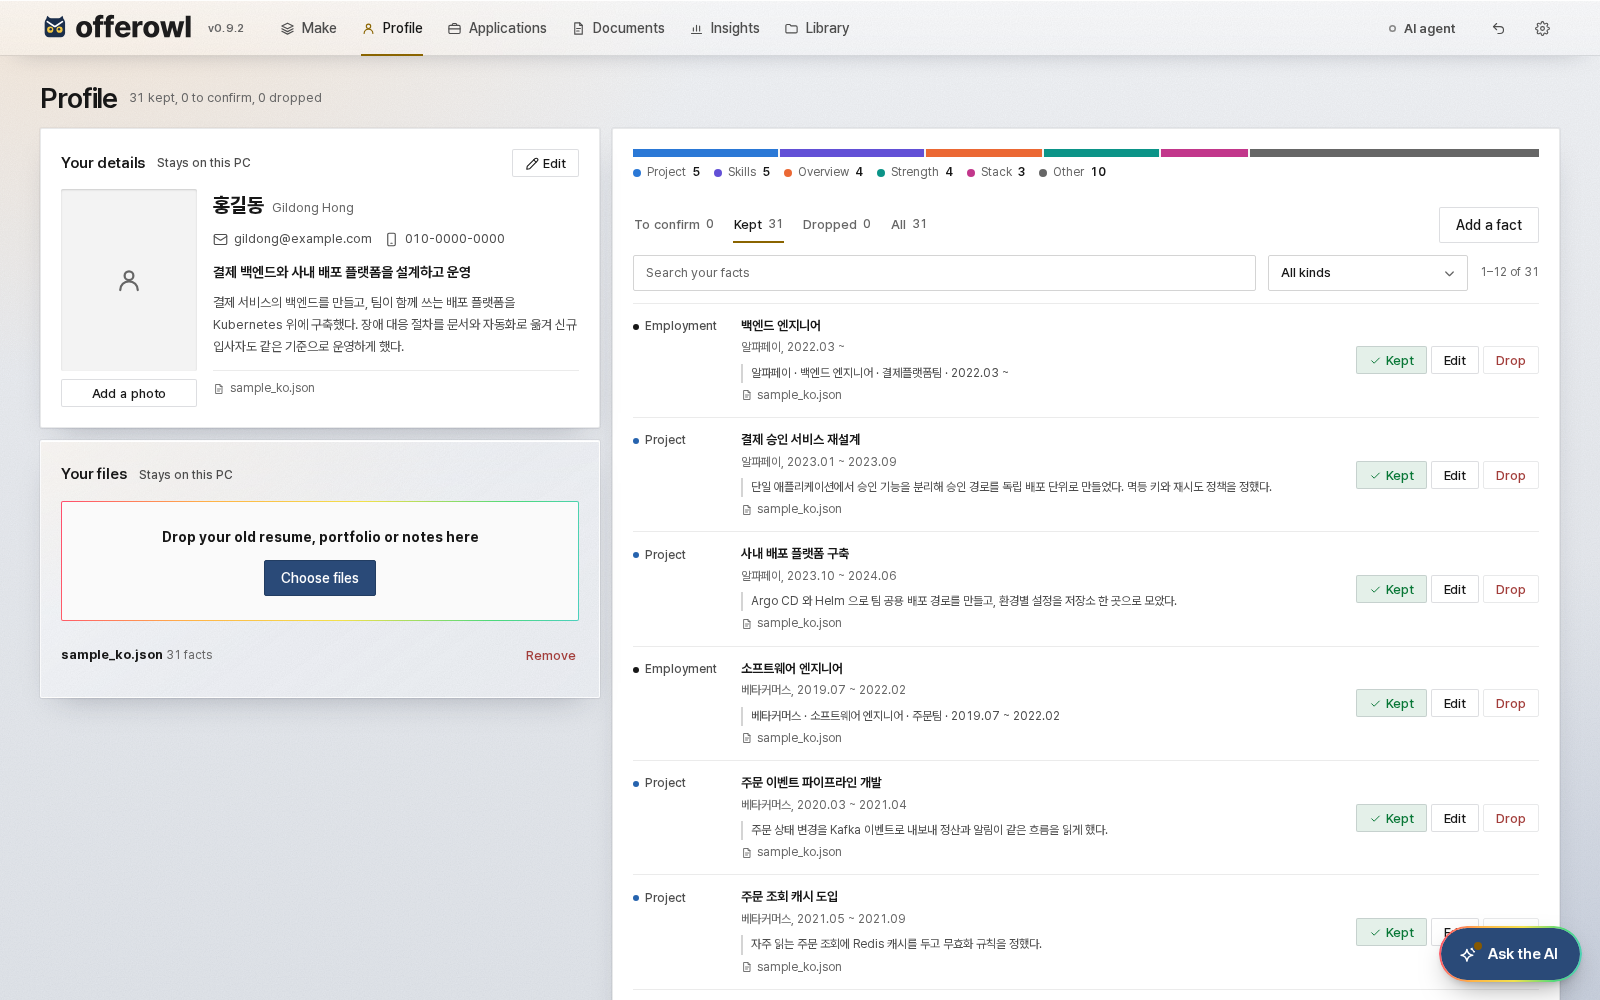 offerowl v0.9.2 Make Profile Applications Documents Insights Library AI agent
Profile 31 kept, 0 to confirm, 0 dropped
Your details Stays on this PC Edit
홍길동 Gildong Hong
gildong@example.com 010-0000-0000
결제 백엔드와 사내 배포 플랫폼을 설계하고 운영
결제 서비스의 백엔드를 만들고, 팀이 함께 쓰는 배포 플랫폼을
Kubernetes 위에 구축했다. 장애 대응 절차를 문서와 자동화로 옮겨 신규
입사자도 같은 기준으로 운영하게 했다.
sample_ko.json
Add a photo
Your files Stays on this PC
Drop your old resume, portfolio or notes here
Choose files
sample_ko.json 31 facts Remove
Project 5 Skills 5 Overview 4 Strength 4 Stack 3 Other 10
To confirm 0 Kept 31 Dropped 0 All 31 Add a fact
Search your facts All kinds 1–12 of 31
Employment 백엔드 엔지니어
알파페이, 2022.03 ~
알파페이 · 백엔드 엔지니어 · 결제플랫폼팀 · 2022.03 ~
sample_ko.json
Kept Edit Drop
Project 결제 승인 서비스 재설계
알파페이, 2023.01 ~ 2023.09
단일 애플리케이션에서 승인 기능을 분리해 승인 경로를 독립 배포 단위로 만들었다. 멱등 키와 재시도 정책을 정했다.
sample_ko.json
Kept Edit Drop
Project 사내 배포 플랫폼 구축
알파페이, 2023.10 ~ 2024.06
Argo CD 와 Helm 으로 팀 공용 배포 경로를 만들고, 환경별 설정을 저장소 한 곳으로 모았다.
sample_ko.json
Kept Edit Drop
Employment 소프트웨어 엔지니어
베타커머스, 2019.07 ~ 2022.02
베타커머스 · 소프트웨어 엔지니어 · 주문팀 · 2019.07 ~ 2022.02
sample_ko.json
Kept Edit Drop
Project 주문 이벤트 파이프라인 개발
베타커머스, 2020.03 ~ 2021.04
주문 상태 변경을 Kafka 이벤트로 내보내 정산과 알림이 같은 흐름을 읽게 했다.
sample_ko.json
Kept Edit Drop
Project 주문 조회 캐시 도입
베타커머스, 2021.05 ~ 2021.09
자주 읽는 주문 조회에 Redis 캐시를 두고 무효화 규칙을 정했다.
sample_ko.json
Kept
Ask the AI